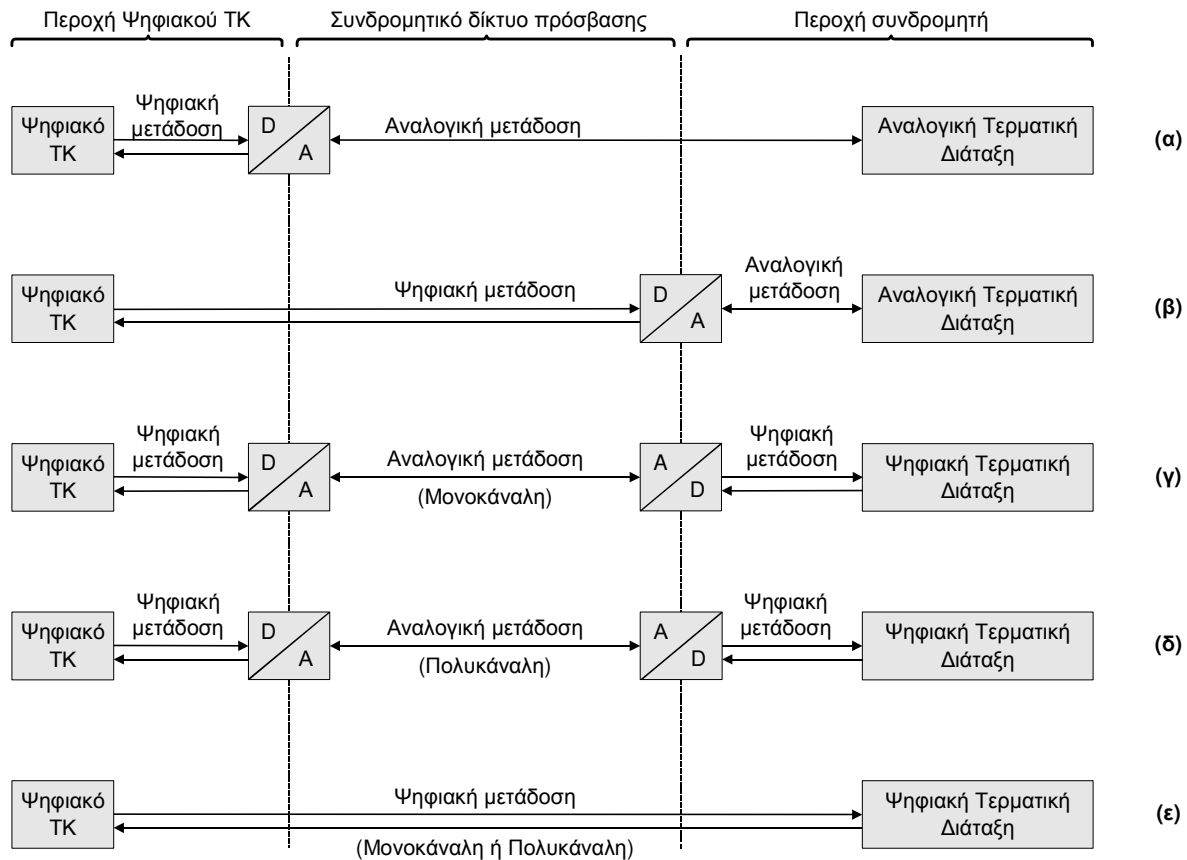 Περοχή Ψηφιακού ΤΚ
Συνδρομητικό δίκτυο πρόσβασης
Περοχή συνδρομητή
Ψηφιακό
ΤΚ
Ψηφιακή
μετάδοση
D
A
Αναλογική μετάδοση
Αναλογική Τερματική
Διάταξη
(α)
Ψηφιακό
ΤΚ
Ψηφιακή μετάδοση
D
A
Αναλογική
μετάδοση
Αναλογική Τερματική
Διάταξη
(β)
Ψηφιακό
ΤΚ
Ψηφιακή
μετάδοση
D
A
Αναλογική μετάδοση
(Μονοκάναλη)
A
D
Ψηφιακή
μετάδοση
Ψηφιακή Τερματική
Διάταξη
(γ)
Ψηφιακό
ΤΚ
Ψηφιακή
μετάδοση
D
A
Αναλογική μετάδοση
(Πολυκάναλη)
A
D
Ψηφιακή
μετάδοση
Ψηφιακή Τερματική
Διάταξη
(δ)
Ψηφιακό
ΤΚ
Ψηφιακή μετάδοση
(Μονοκάναλη ή Πολυκάναλη)
Ψηφιακή Τερματική
Διάταξη
(ε)